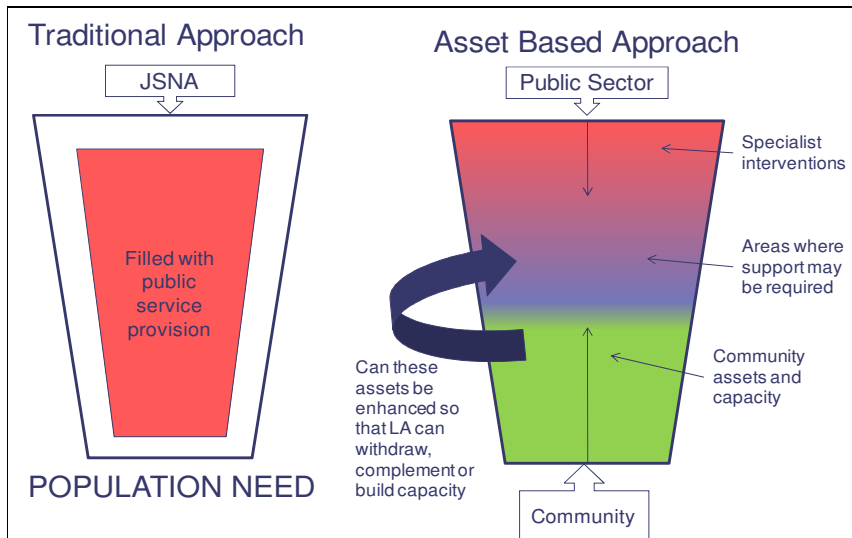 Traditional Approach
JSNA
Filled with
public
service
provision
POPULATION NEED
Asset Based Approach
Public Sector
Specialist
interventions
Areas where
support may
be required
Community
assets and
capacity
Can these
assets be
enhanced so
that LA can
withdraw,
complement or
build capacity
Community